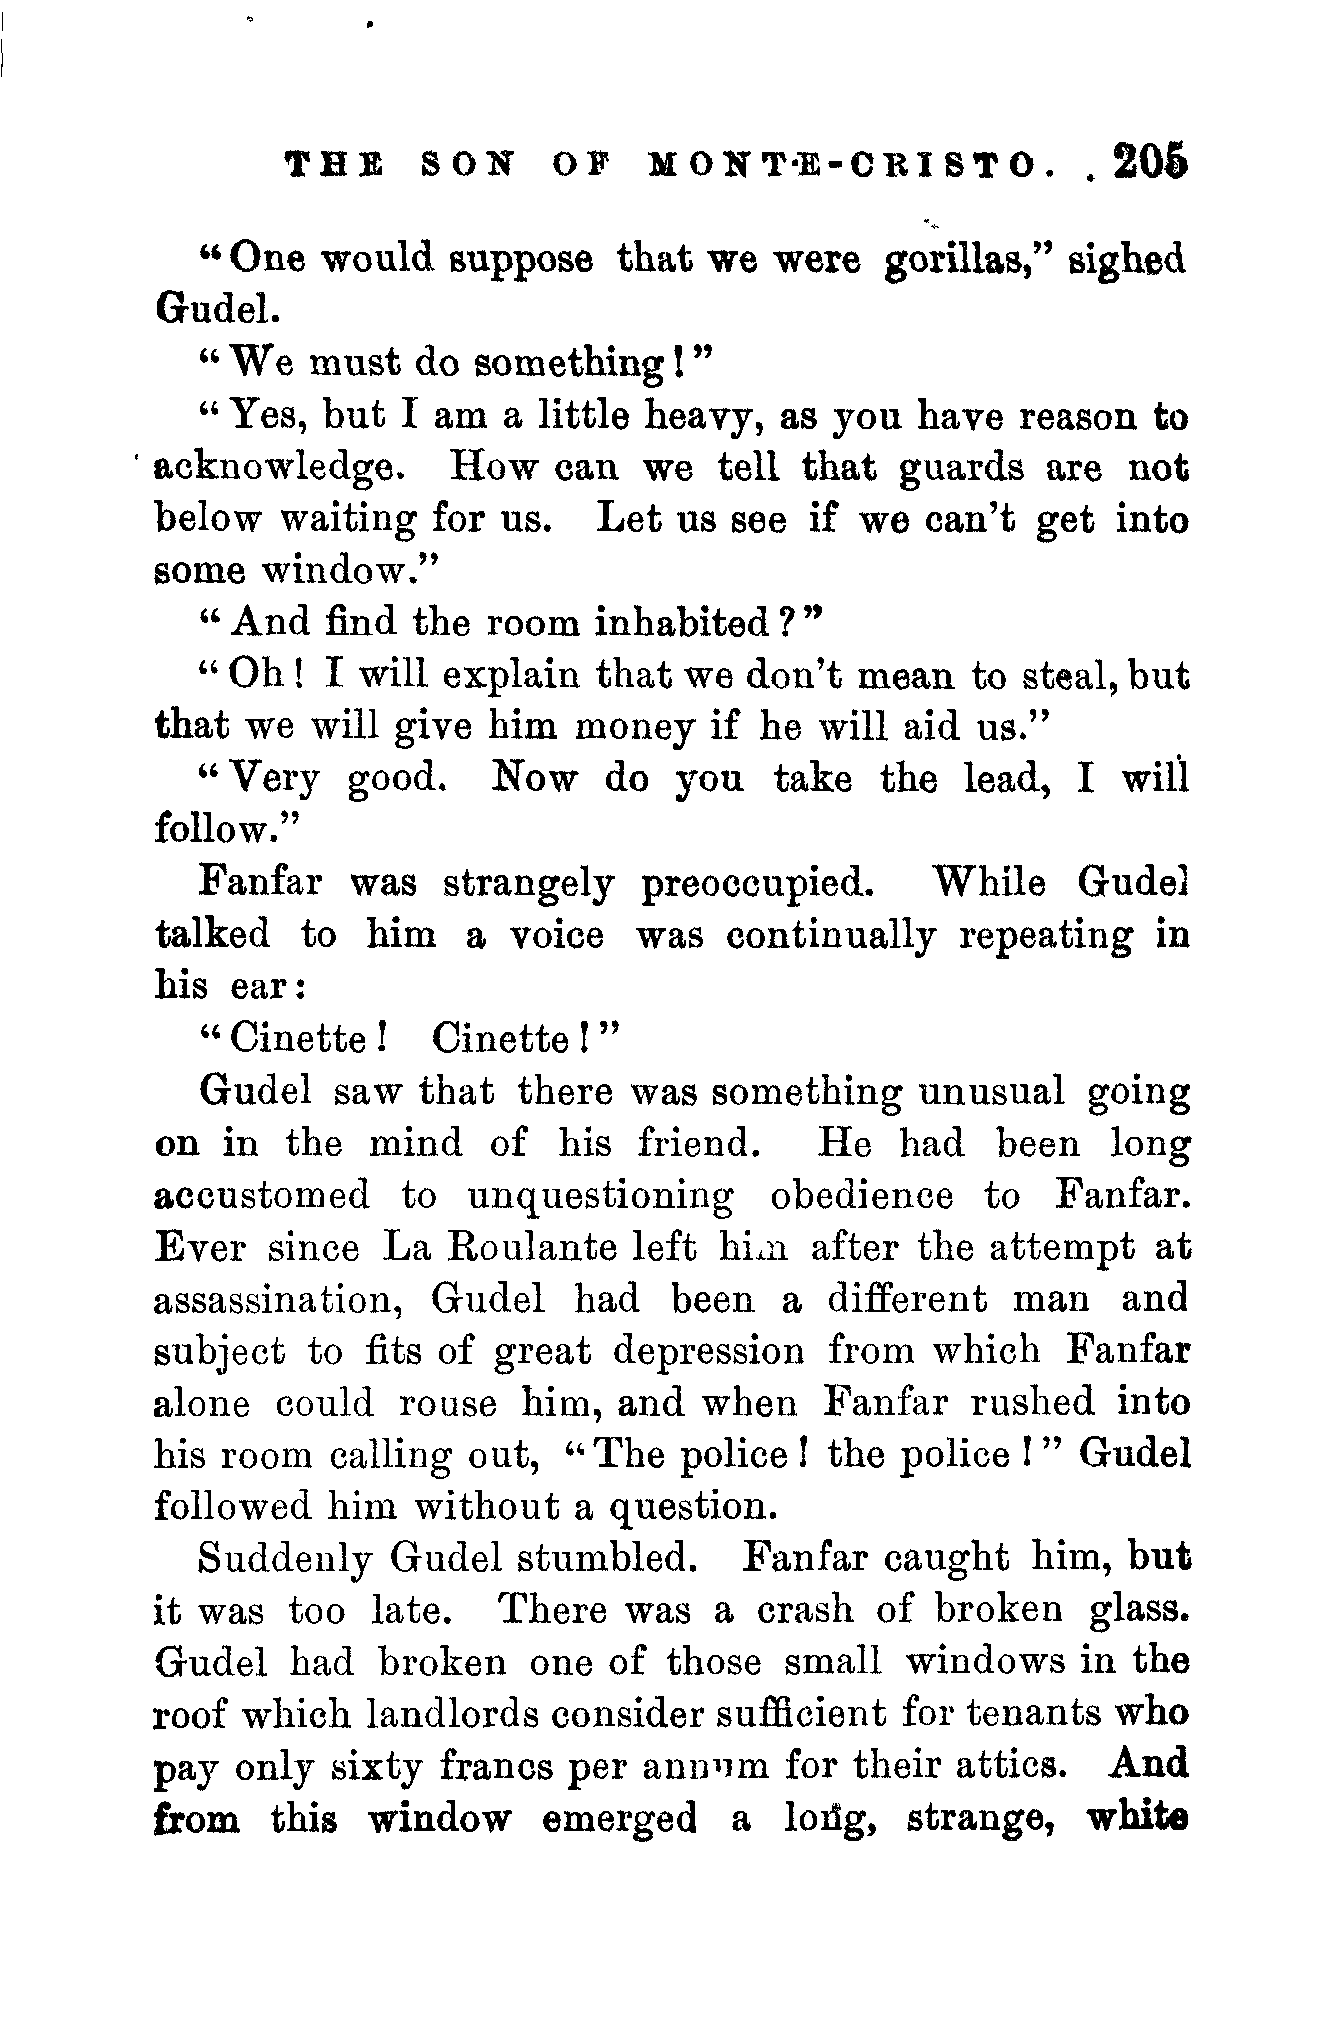 THE SON OF MONTE-CRISTO. 205
"One would suppose that we were gorillas," sighed
Gudel.
"We must do something!"
"Yes, but I am a little heavy, as you have reason to
acknowledge. How can we tell that guards are not
below waiting for us. Let us see if we can't get into
some window."
"And find the room inhabited?"
"Oh! I will explain that we don't mean to steal, but
that we will give him money if he will aid us."
"Very good. Now do you take the lead, I will
follow."
Fanfar was strangely preoccupied. While Gudel
talked to him a voice was continually repeating in
his ear:
"Cinette! Cinette!"
Gudel saw that there was something unusual going
on in the mind of his friend. He had been long
accustomed to unquestioning obedience to Fanfar.
Ever since La Roulante left him after the attempt at
assassination, Gudel had been a different man and
subject to fits of great depression from which Fanfar
alone could rouse him, and when Fanfar rushed into
his room calling out, "The police! the police!" Gudel
followed him without a question.
Suddenly Gudel stumbled. Fanfar caught him, but
it was too late. There was a crash of broken glass.
Gudel had broken one of those small windows in the
roof which landlords consider sufficient for tenants who
pay only sixty francs per annum for their attics. And
from this window emerged a long, strange, white